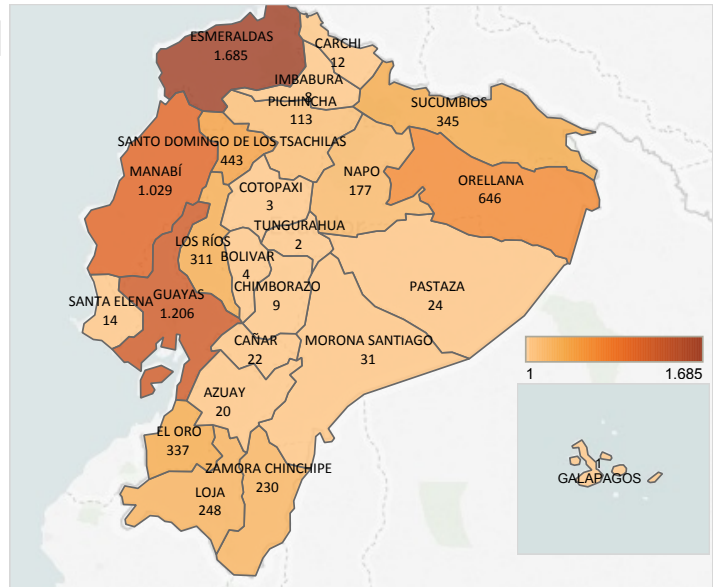 ESMERALDAS
1.685
CARCHI
12
IMBABURA
8
PICHINCHA
113
SUCUMBIOS
345
SANTO DOMINGO DE LOS TSACHILAS
443
MANABÍ
1.029
NAPO
177
ORELLANA
646
COTOPAXI
3
TUNGURAHUA
2
LOS RÍOS
311
BOLIVAR
4
CHIMBORAZO
9
PASTAZA
24
SANTA ELENA
14
GUAYAS
1.206
CAÑAR
22
MORONA SANTIAGO
31
AZUAY
20
EL ORO
337
ZAMORA CHINCHIPE
230
LOJA
248
1
1.685
1
GALAPAGOS